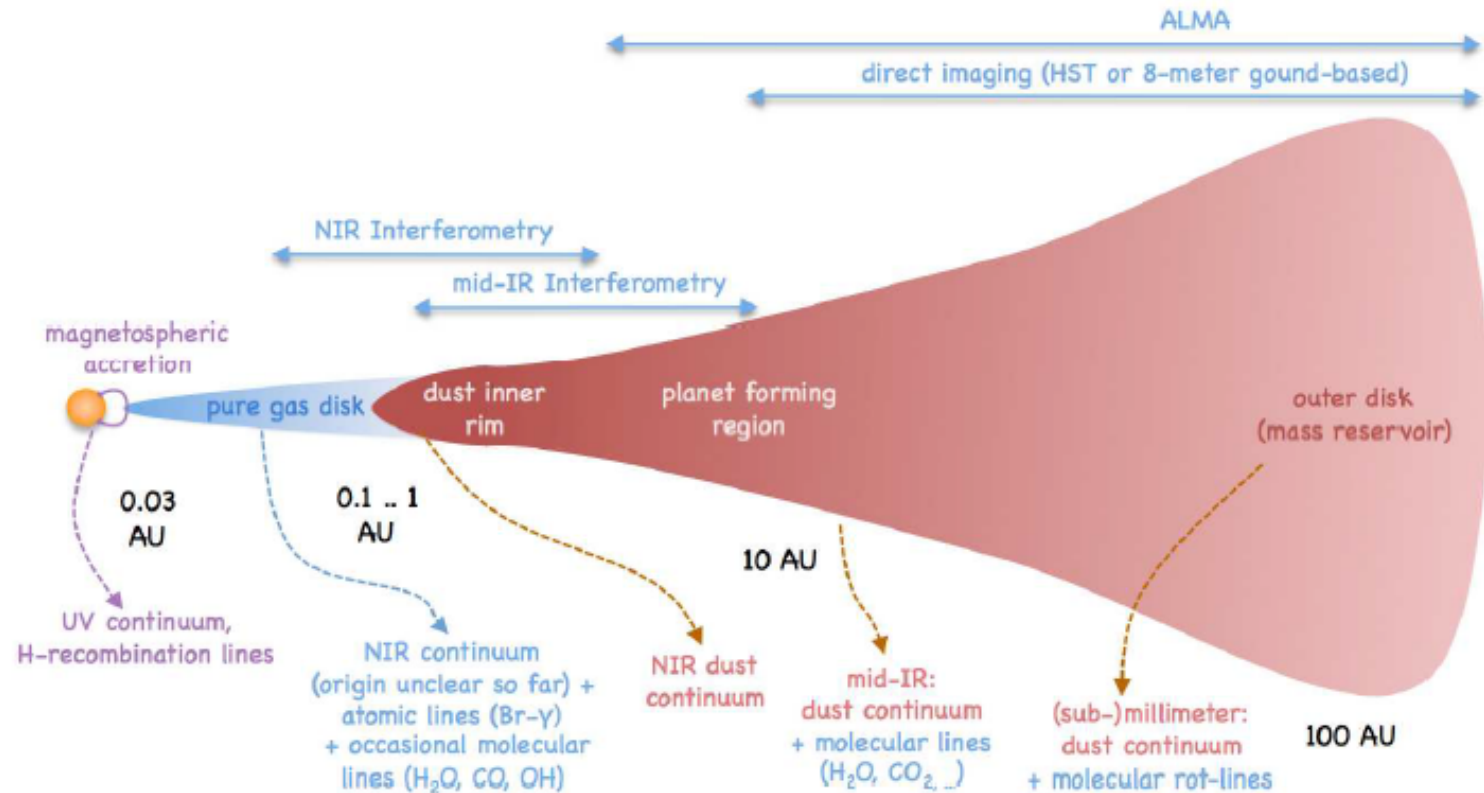 ALMA
direct imaging (HST or 8-meter gound-based)
NIR Interferometry
mid-IR Interferometry
magnetospheric
accretion
pure gas disk
dust inner
rim
planet forming
region
outer disk
(mass reservoir)
0.03
AU
0.1 .. 1
AU
10 AU
100 AU
UV continuum,
H-recombination lines
NIR continuum
(origin unclear so far) +
atomic lines (Br-γ)
+ occasional molecular
lines (H₂O, CO, OH)
NIR dust
continuum
mid-IR:
dust continuum
+ molecular lines
(H₂O, CO₂, ..)
(sub-)millimeter:
dust continuum
+ molecular rot-lines